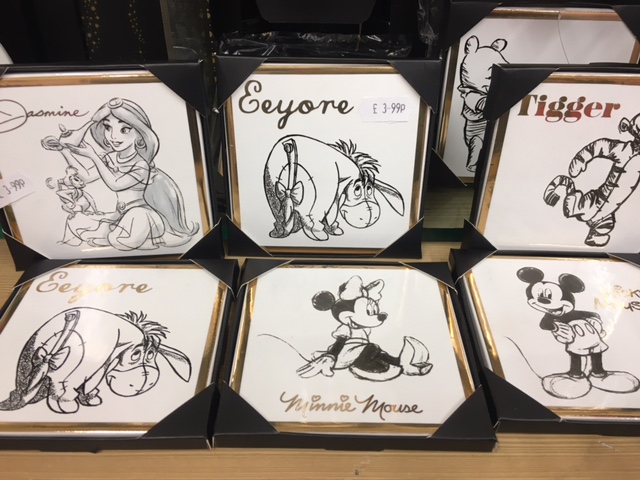 Jasmine
3.99p
Eeyore
£ 3.99p
Tigger
Eeyore
Minnie Mouse